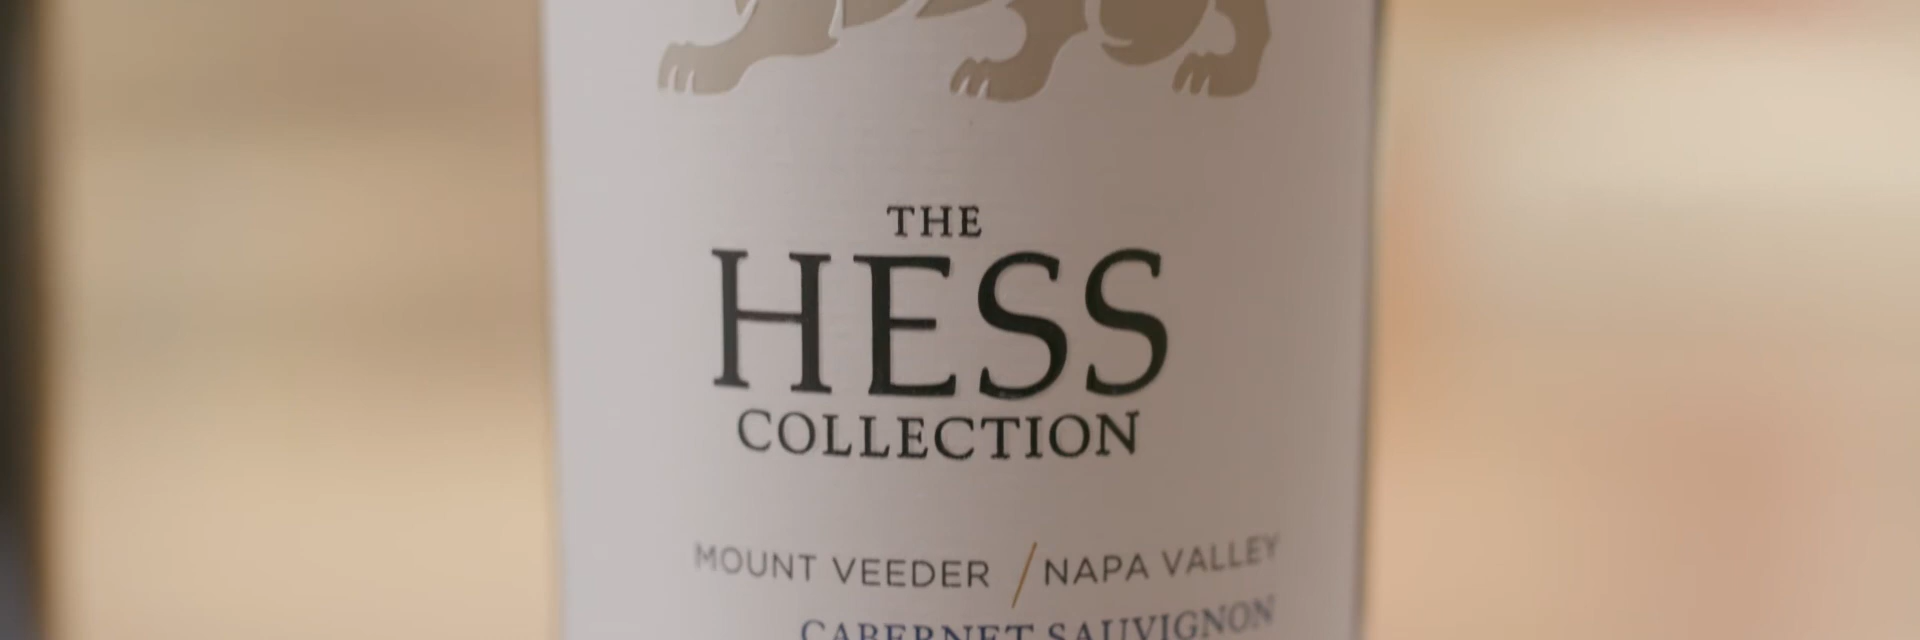 THE
HESS
COLLECTION
MOUNT VEEDER / NAPA VALLEY
CABERNET SAUVIGNON